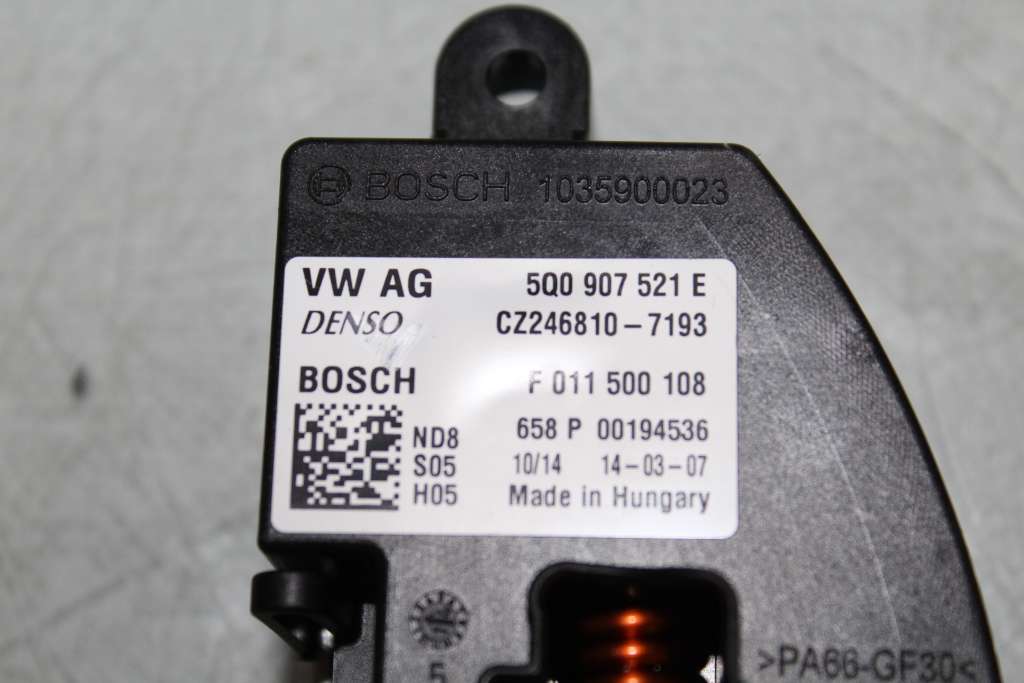 BOSCH 1035900023
VW AG 5Q0 907 521 E
DENSO CZ246810-7193
BOSCH F 011 500 108
ND8 658 P 00194536
S05 10/14 14-03-07
H05 Made in Hungary
5
>PA66-GF30<